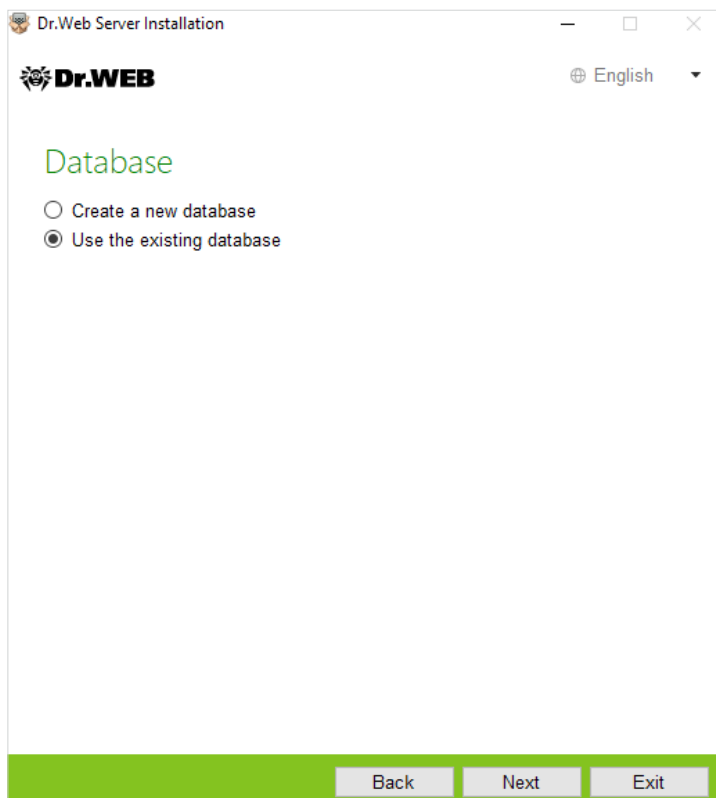 Dr.Web Server Installation
Dr.WEB
English
Database
Create a new database
Use the existing database
Back Next Exit